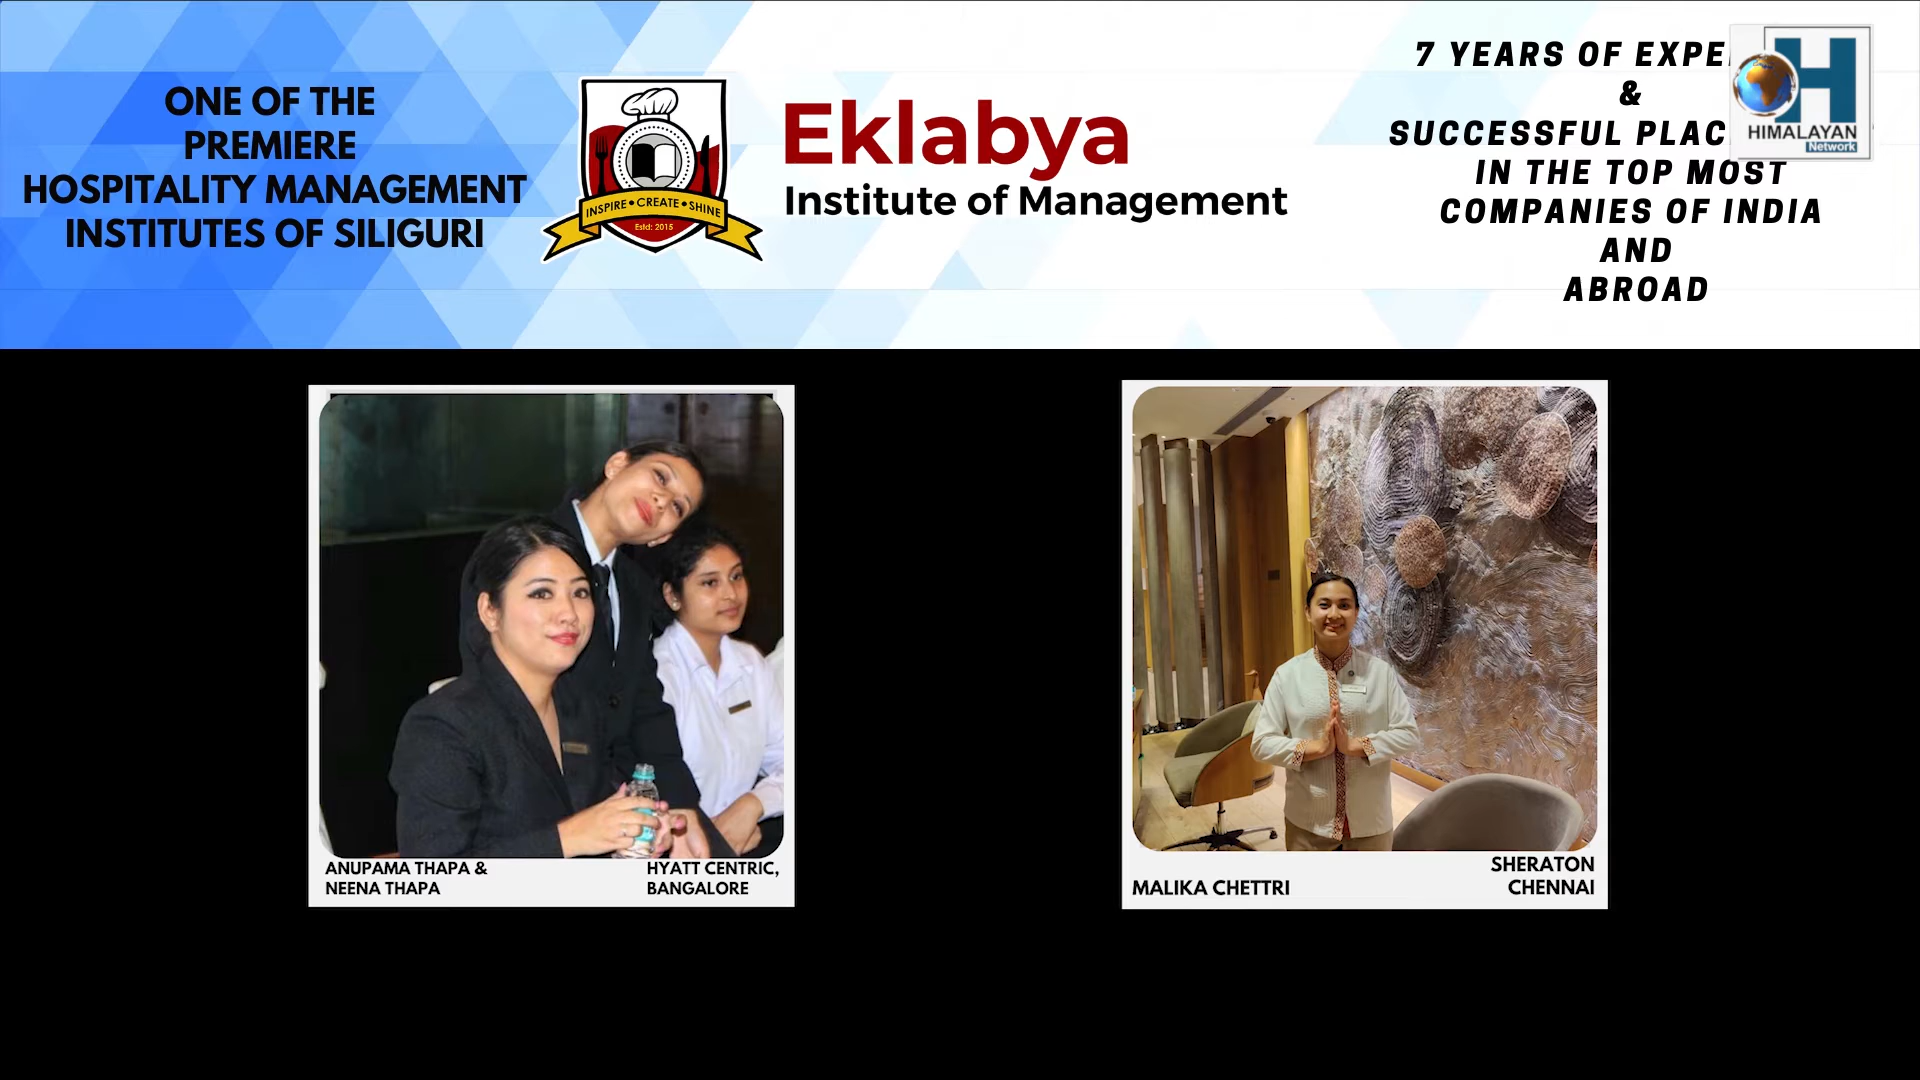 ONE OF THE
PREMIERE
HOSPITALITY MANAGEMENT
INSTITUTES OF SILIGURI
INSPIRE • CREATE • SHINE
Estd: 2015
Eklabya
Institute of Management
7 YEARS OF
&
SUCCESSFUL
IN THE TOP MOST
COMPANIES OF INDIA
AND
ABROAD
H
HIMALAYAN
Network
ANUPAMA THAPA &
NEENA THAPA
HYATT CENTRIC,
BANGALORE
MALIKA CHETTRI
SHERATON
CHENNAI